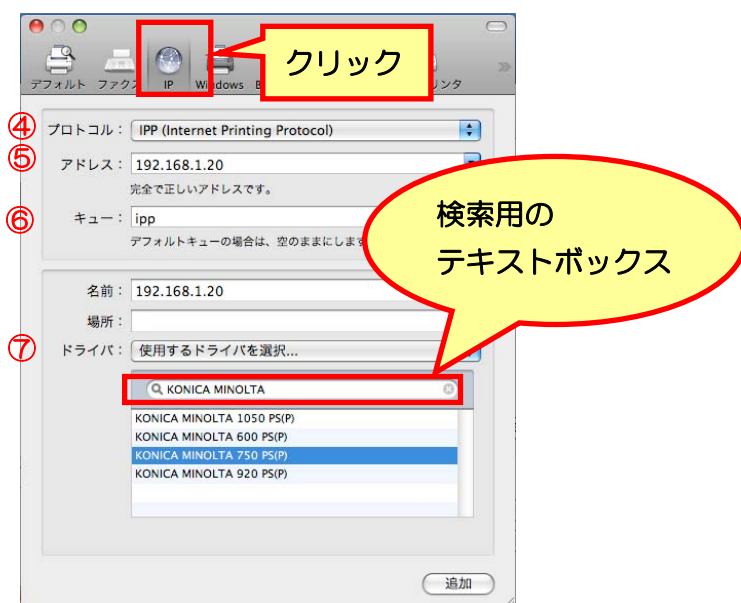 クリック
デフォルト ファクス IP Windows
④ プロトコル： IPP (Internet Printing Protocol)
⑤ アドレス： 192.168.1.20
完全で正しいアドレスです。
⑥ キュー： ipp
デフォルトキューの場合は、空のままにします
検索用の
テキストボックス
名前： 192.168.1.20
場所：
⑦ ドライバ： 使用するドライバを選択...
KONICA MINOLTA
KONICA MINOLTA 1050 PS(P)
KONICA MINOLTA 600 PS(P)
KONICA MINOLTA 750 PS(P)
KONICA MINOLTA 920 PS(P)
追加